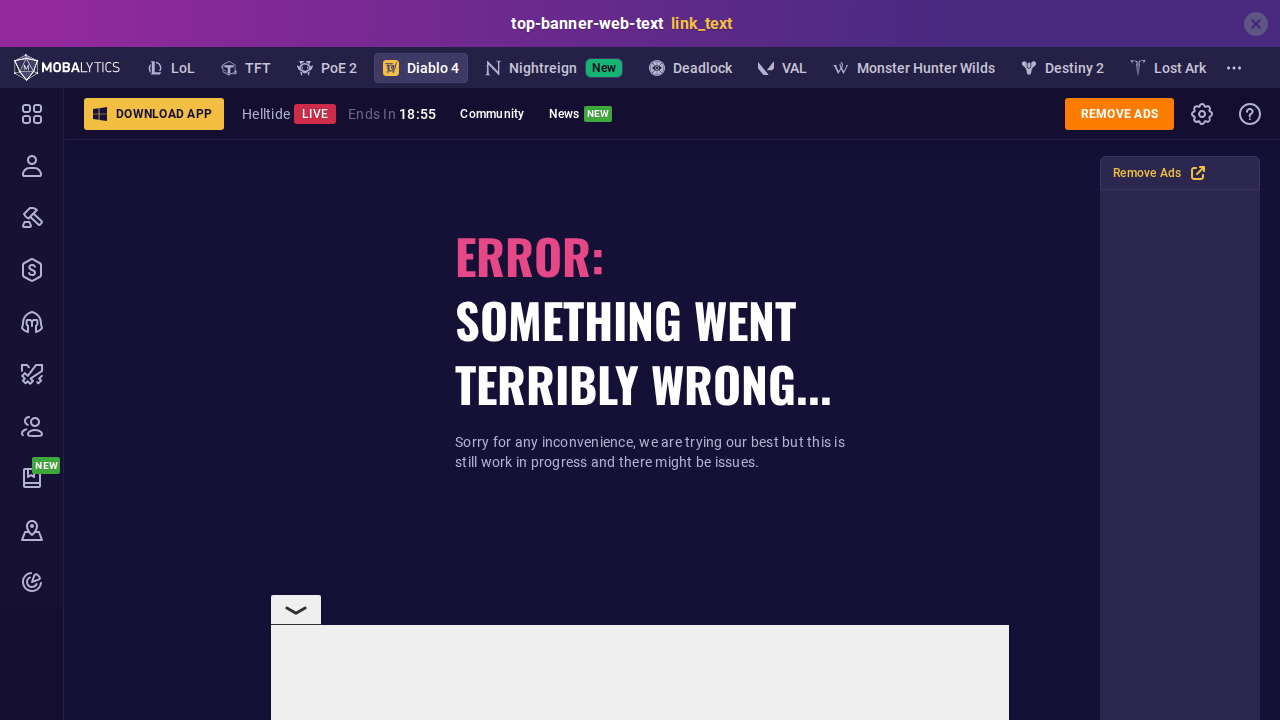 top-banner-web-text link_text
MOBALYTICS LoL TFT PoE 2 Diablo 4 Nightreign New Deadlock VAL Monster Hunter Wilds Destiny 2 Lost Ark
DOWNLOAD APP Helltide LIVE Ends In 18:55 Community News NEW REMOVE ADS
Remove Ads
ERROR:
SOMETHING WENT
TERRIBLY WRONG...
Sorry for any inconvenience, we are trying our best but this is
still work in progress and there might be issues.
NEW